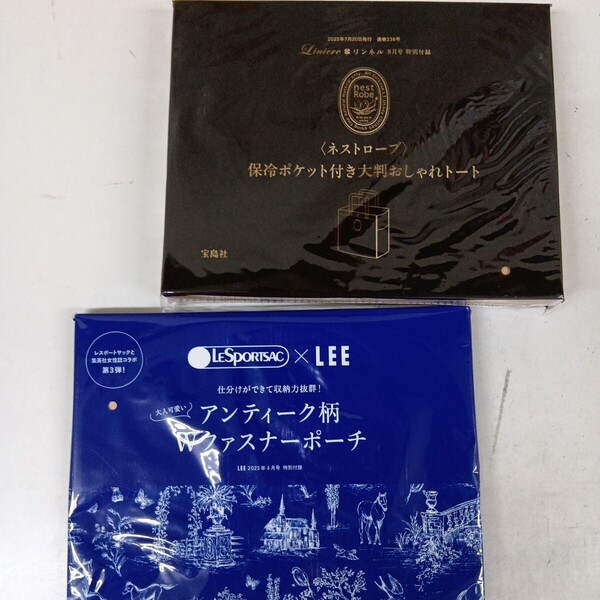 2023年7月20日発行 通巻239号
Liniere リンネル 8月号 特別付録
nest Robe
〈ネストローブ〉
保冷ポケット付き大判おしゃれトート
宝島社
レスポートサックと
集英社女性誌コラボ
第3弾！
LESPORTSAC × LEE
仕分けができて収納力抜群！
大人可愛い
アンティーク柄
Wファスナーポーチ
LEE 2023年4月号 特別付録